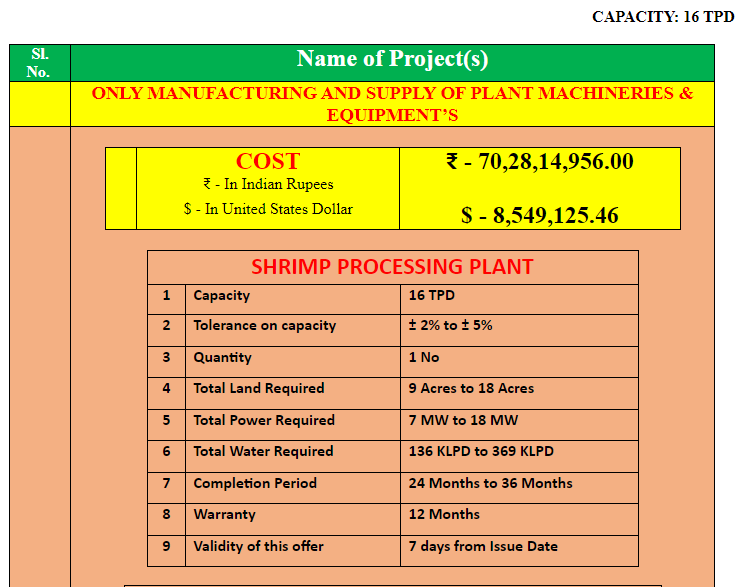 CAPACITY: 16 TPD
Sl. No. Name of Project(s)
ONLY MANUFACTURING AND SUPPLY OF PLANT MACHINERIES &
EQUIPMENT’S
COST ₹ - 70,28,14,956.00
₹ - In Indian Rupees
$ - In United States Dollar $ - 8,549,125.46
SHRIMP PROCESSING PLANT
1 Capacity 16 TPD
2 Tolerance on capacity ± 2% to ± 5%
3 Quantity 1 No
4 Total Land Required 9 Acres to 18 Acres
5 Total Power Required 7 MW to 18 MW
6 Total Water Required 136 KLPD to 369 KLPD
7 Completion Period 24 Months to 36 Months
8 Warranty 12 Months
9 Validity of this offer 7 days from Issue Date